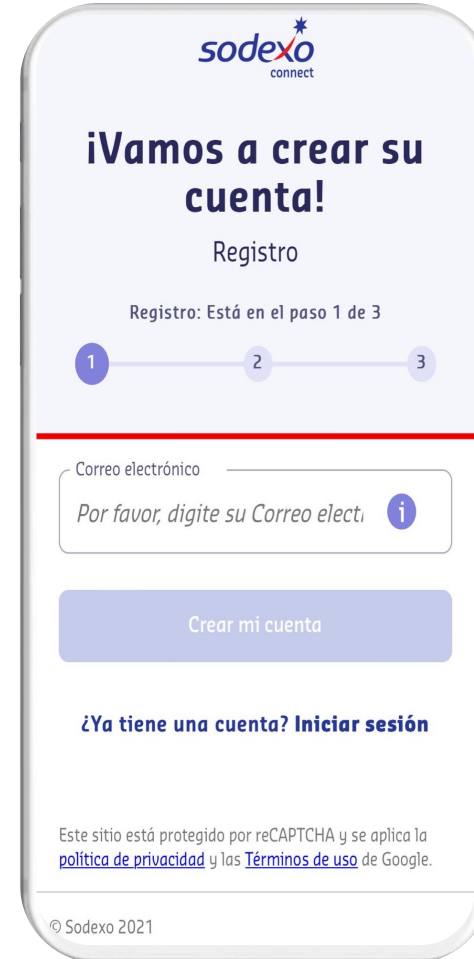 sodexo
connect
¡Vamos a crear su
cuenta!
Registro
Registro: Está en el paso 1 de 3
1 2 3
Correo electrónico
Por favor, digite su Correo elect
i
Crear mi cuenta
¿Ya tiene una cuenta? Iniciar sesión
Este sitio está protegido por reCAPTCHA y se aplica la
política de privacidad y las Términos de uso de Google.
© Sodexo 2021